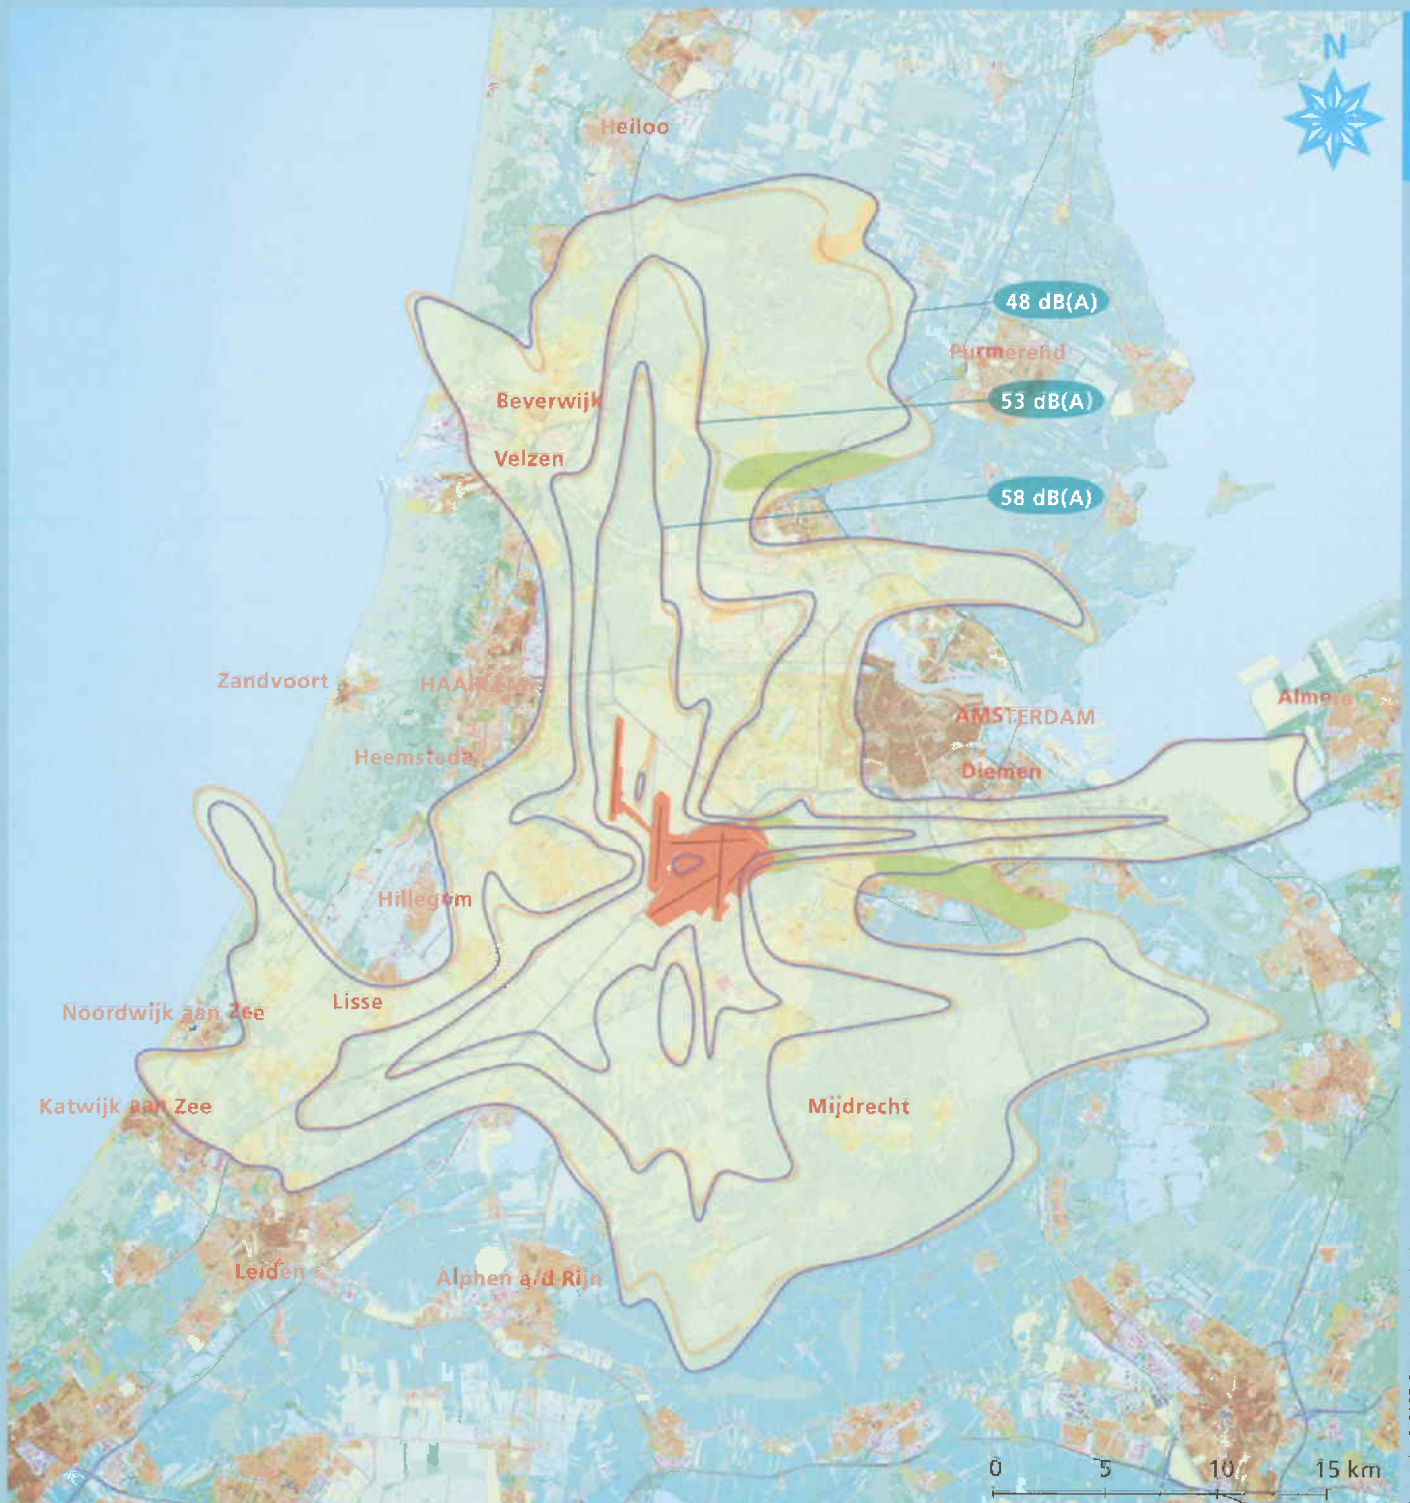 N
Heiloo
48 dB(A)
Purmerend
53 dB(A)
Beverwijk
Velzen
58 dB(A)
Zandvoort
HAARLEM
Almere
AMSTERDAM
Heemstede
Diemen
Hillegom
Lisse
Noordwijk aan Zee
Katwijk aan Zee
Mijdrecht
Leiden
Alphen a/d Rijn
0 5 10 15 km